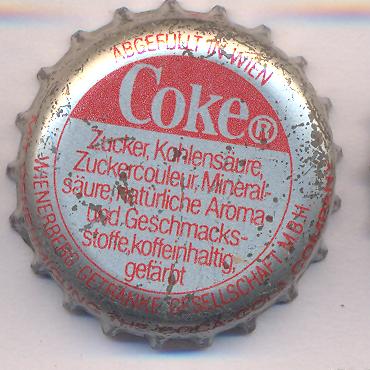 ABGEFÜLLT IN WIEN
Coke®
Zucker, Kohlensäure,
Zuckercouleur, Mineral-
säure, Natürliche Aroma-
und Geschmacks-
stoffe, koffeinhaltig,
gefärbt
WIENERBERG GETRÄNKE GESELLSCHAFT M.B.H.